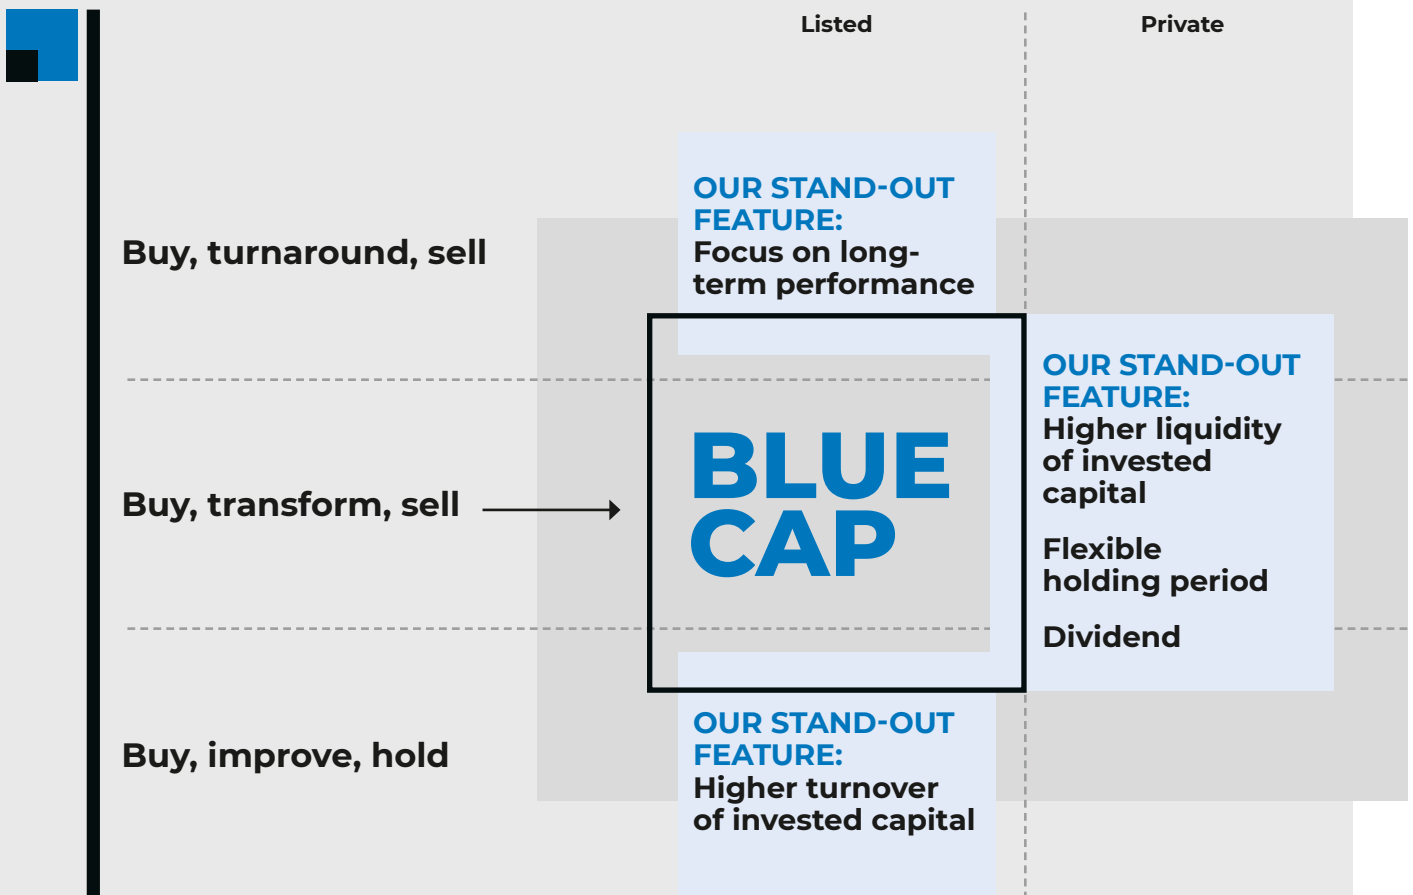 Listed
Private
OUR STAND-OUT
FEATURE:
Focus on long-
term performance
Buy, turnaround, sell
OUR STAND-OUT
FEATURE:
Higher liquidity
of invested
capital
Flexible
holding period
Dividend
Buy, transform, sell
BLUE
CAP
Buy, improve, hold
OUR STAND-OUT
FEATURE:
Higher turnover
of invested capital